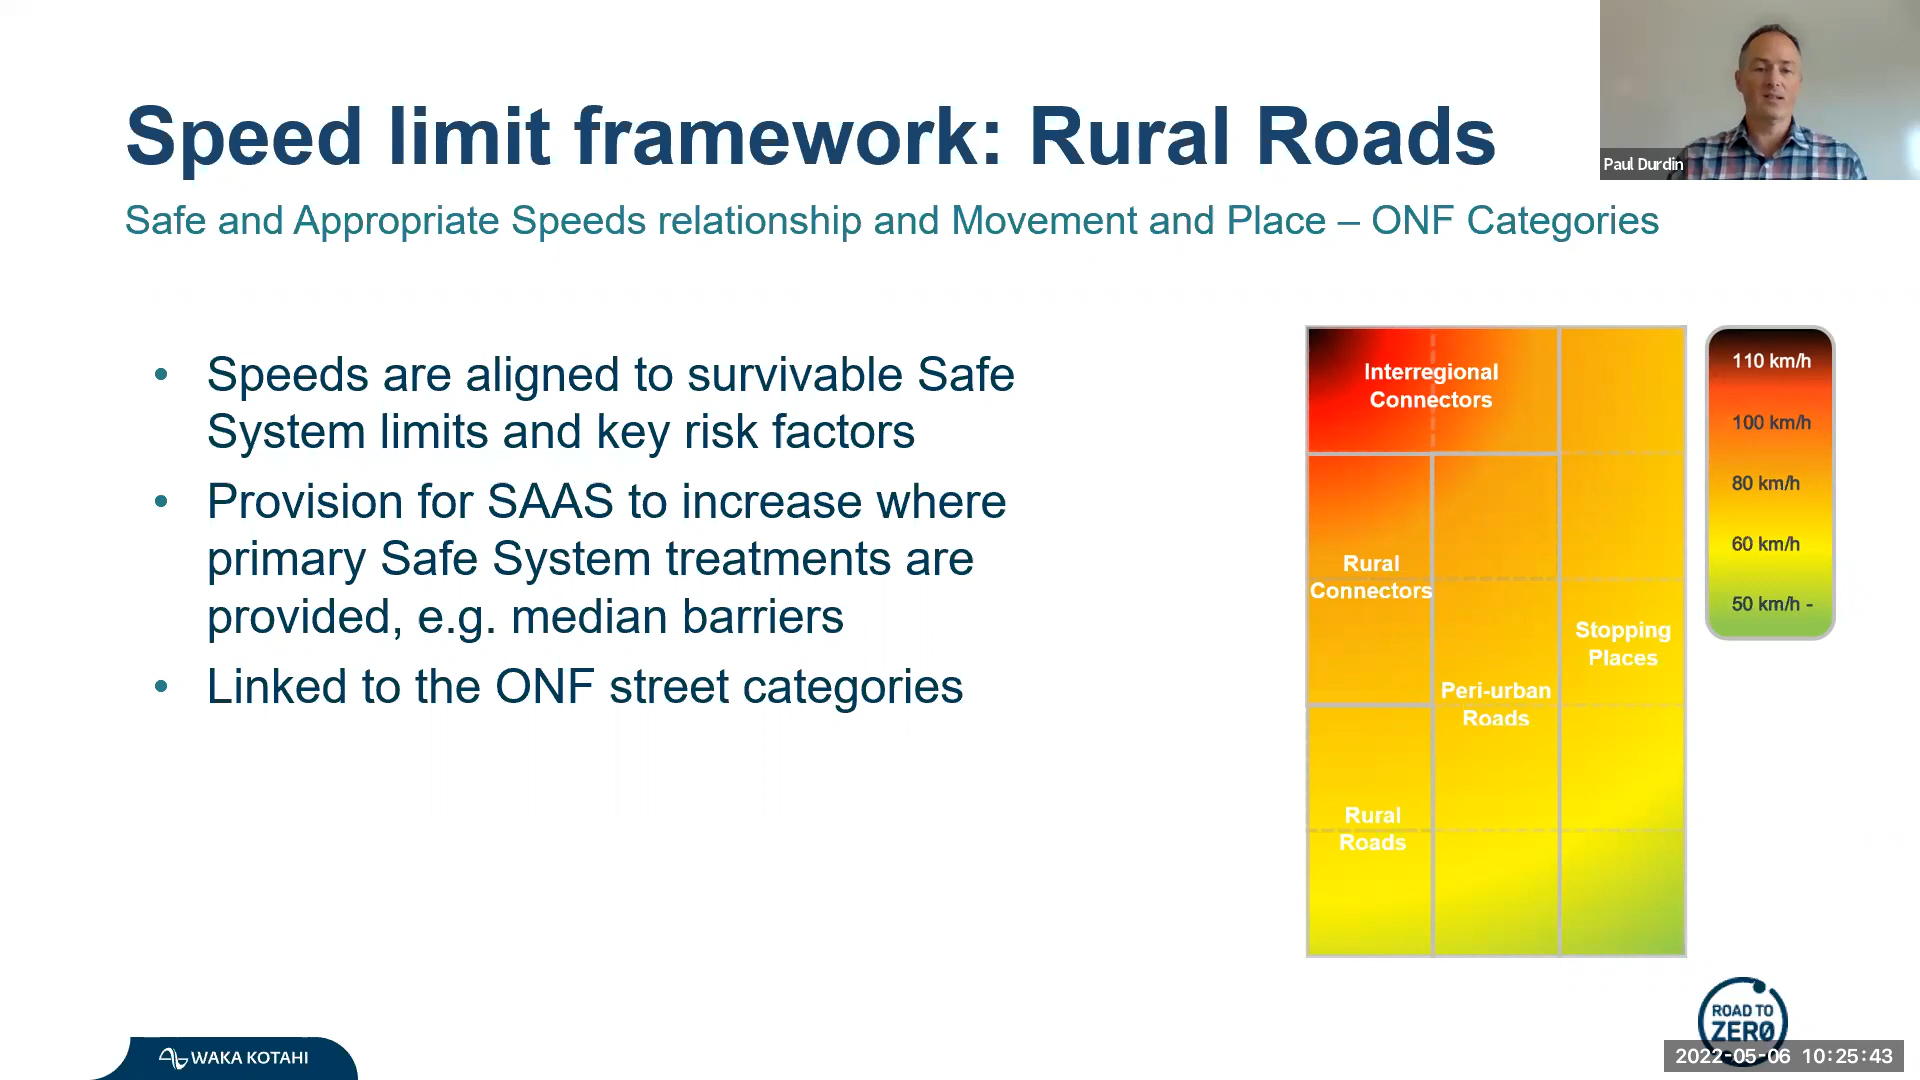 Speed limit framework: Rural Roads
Paul Durdin
Safe and Appropriate Speeds relationship and Movement and Place – ONF Categories
• Speeds are aligned to survivable Safe
System limits and key risk factors
• Provision for SAAS to increase where
primary Safe System treatments are
provided, e.g. median barriers
• Linked to the ONF street categories
Interregional
Connectors
Rural
Connectors
Stopping
Places
Peri-urban
Roads
Rural
Roads
110 km/h
100 km/h
80 km/h
60 km/h
50 km/h -
WAKA KOTAHI
ROAD TO
ZERO
2022-05-06 10:25:43